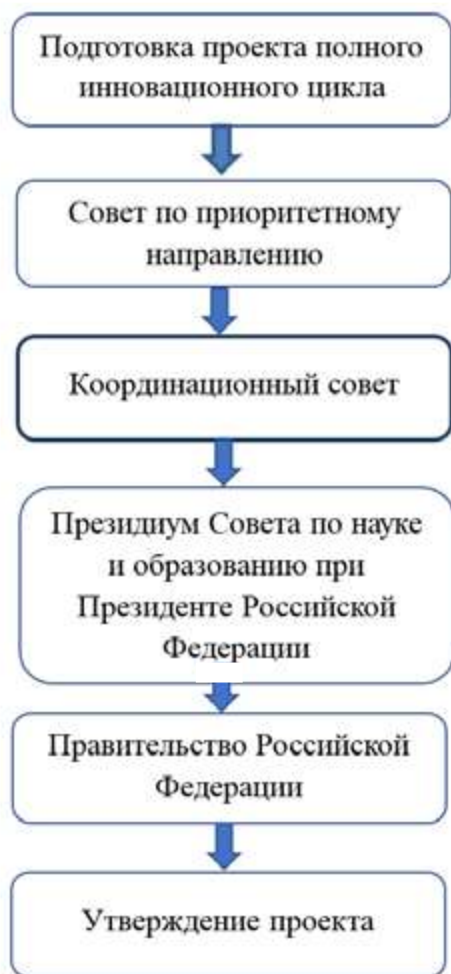 Подготовка проекта полного
инновационного цикла
Совет по приоритетному
направлению
Координационный совет
Президиум Совета по науке
и образованию при
Президенте Российской
Федерации
Правительство Российской
Федерации
Утверждение проекта